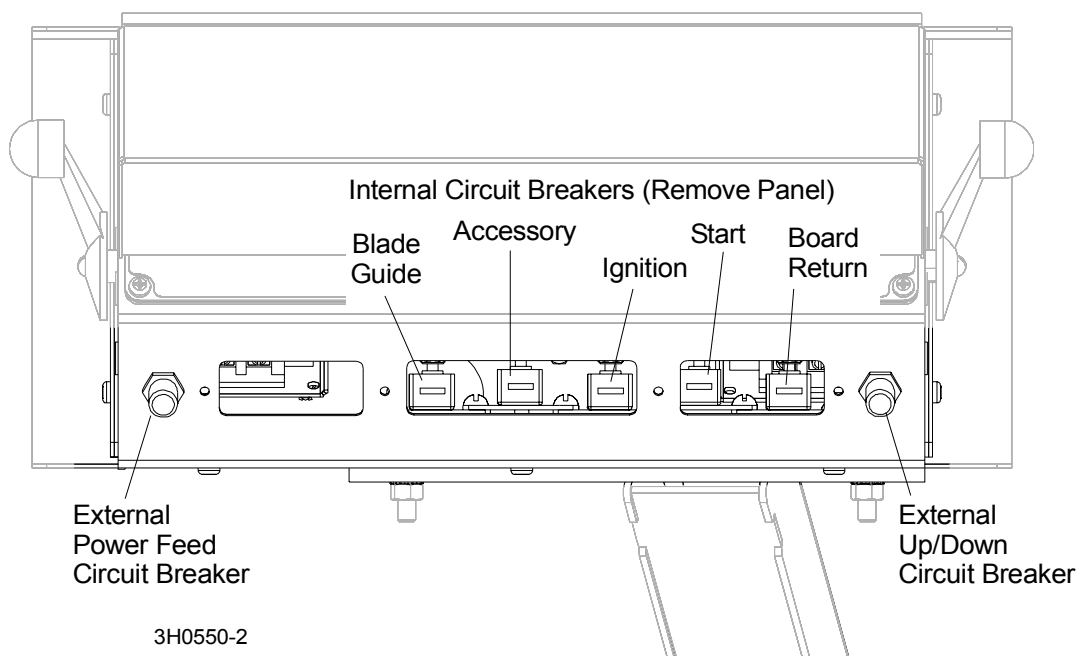 Internal Circuit Breakers (Remove Panel)
Blade
Guide
Accessory
Ignition
Start
Board
Return
External
Power Feed
Circuit Breaker
External
Up/Down
Circuit Breaker
3H0550-2